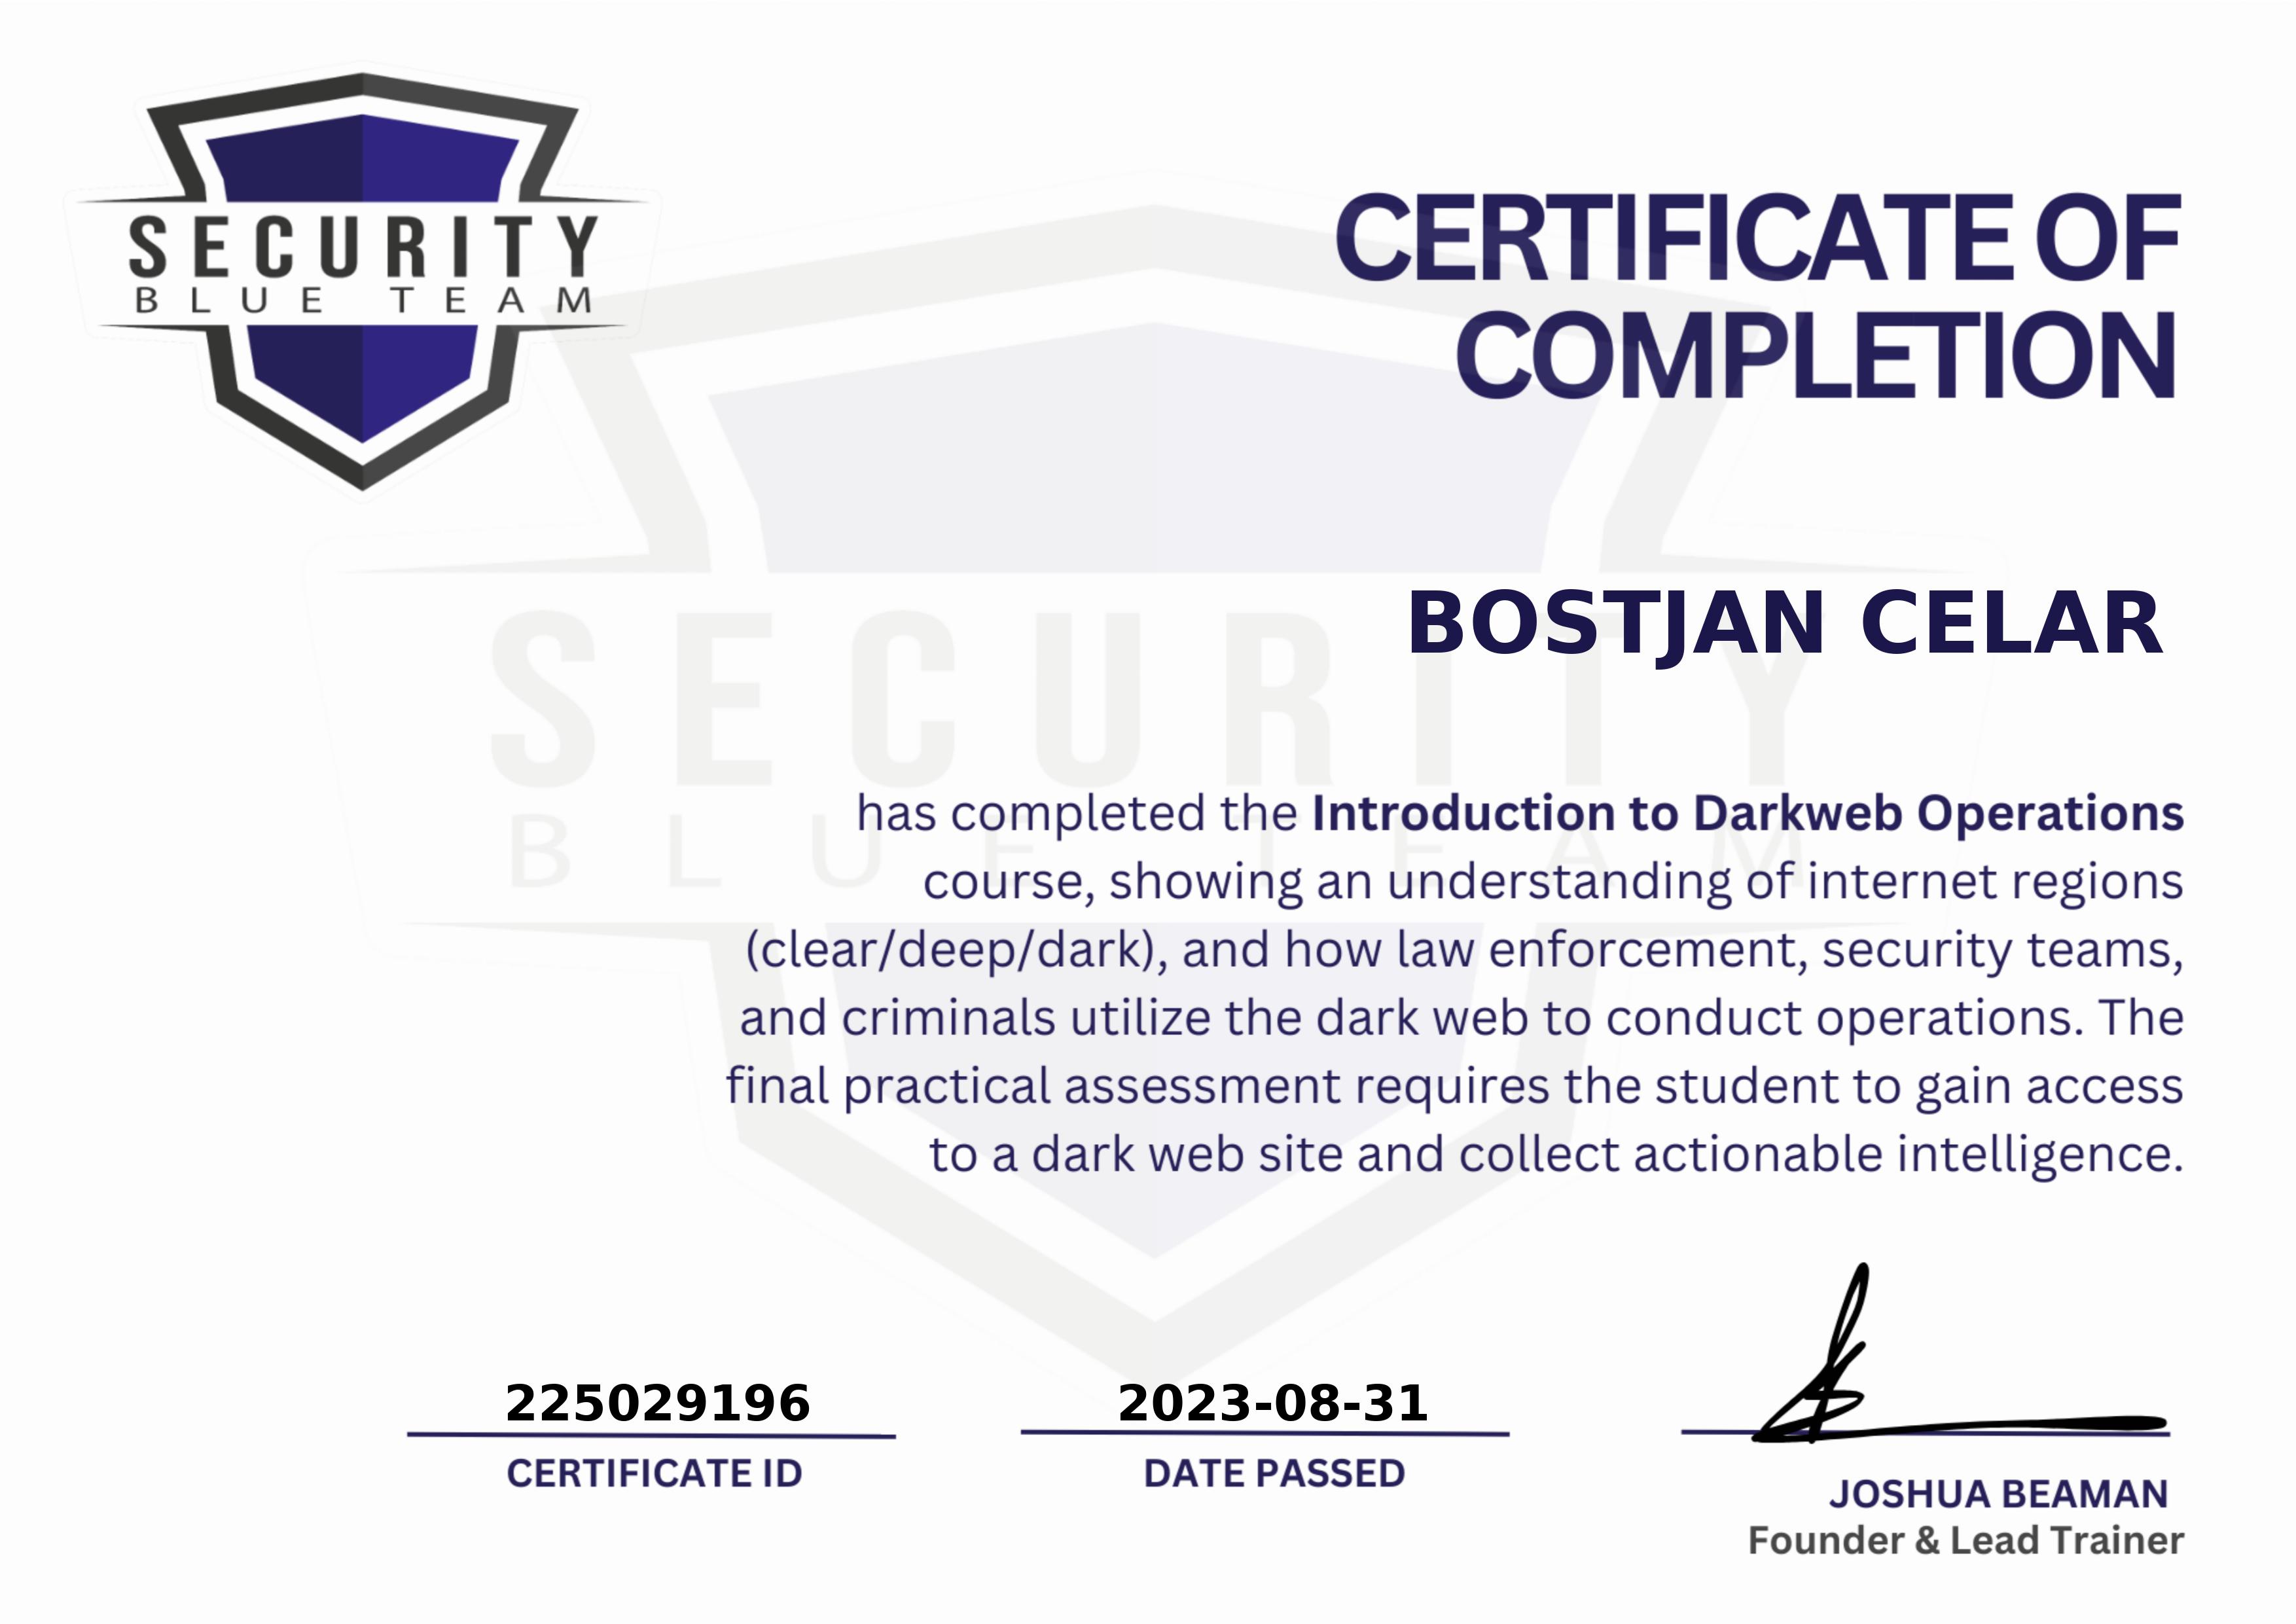 SECURITY
BLUE TEAM
CERTIFICATE OF
COMPLETION
BOSTJAN CELAR
SECURITY
BLUE TEAM
has completed the Introduction to Darkweb Operations
course, showing an understanding of internet regions
(clear/deep/dark), and how law enforcement, security teams,
and criminals utilize the dark web to conduct operations. The
final practical assessment requires the student to gain access
to a dark web site and collect actionable intelligence.
225029196
CERTIFICATE ID
2023-08-31
DATE PASSED
JOSHUA BEAMAN
Founder & Lead Trainer